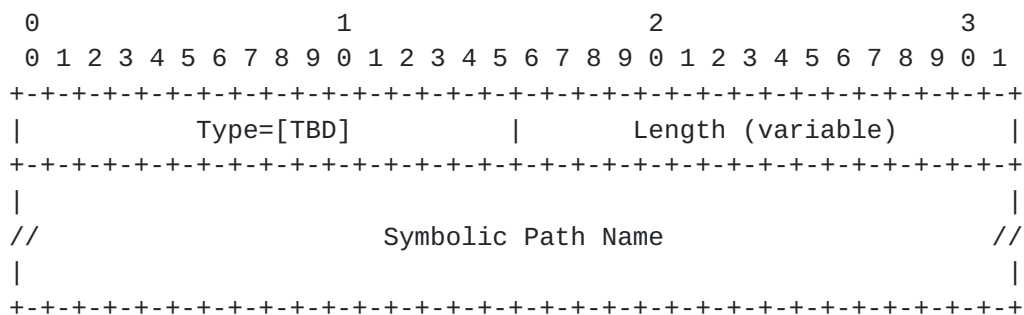 0                   1                   2                   3
 0 1 2 3 4 5 6 7 8 9 0 1 2 3 4 5 6 7 8 9 0 1 2 3 4 5 6 7 8 9 0 1
+-+-+-+-+-+-+-+-+-+-+-+-+-+-+-+-+-+-+-+-+-+-+-+-+-+-+-+-+-+-+-+-+
|           Type=[TBD]          |       Length (variable)       |
+-+-+-+-+-+-+-+-+-+-+-+-+-+-+-+-+-+-+-+-+-+-+-+-+-+-+-+-+-+-+-+-+
|                                                               |
//                      Symbolic Path Name                     //
|                                                               |
+-+-+-+-+-+-+-+-+-+-+-+-+-+-+-+-+-+-+-+-+-+-+-+-+-+-+-+-+-+-+-+-+